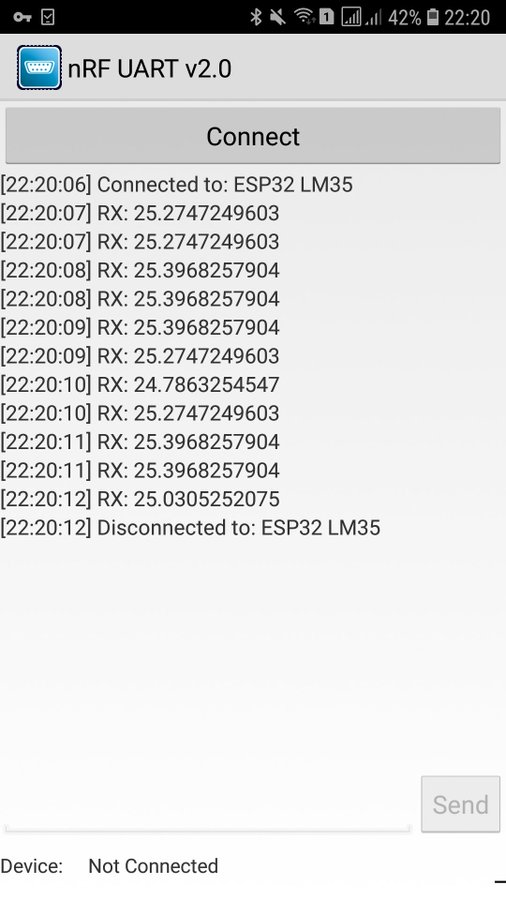 1 42% 22:20
nRF UART v2.0
Connect
[22:20:06] Connected to: ESP32 LM35
[22:20:07] RX: 25.2747249603
[22:20:07] RX: 25.2747249603
[22:20:08] RX: 25.3968257904
[22:20:08] RX: 25.3968257904
[22:20:09] RX: 25.3968257904
[22:20:09] RX: 25.2747249603
[22:20:10] RX: 24.7863254547
[22:20:10] RX: 25.2747249603
[22:20:11] RX: 25.3968257904
[22:20:11] RX: 25.3968257904
[22:20:12] RX: 25.0305252075
[22:20:12] Disconnected to: ESP32 LM35
Send
Device: Not Connected